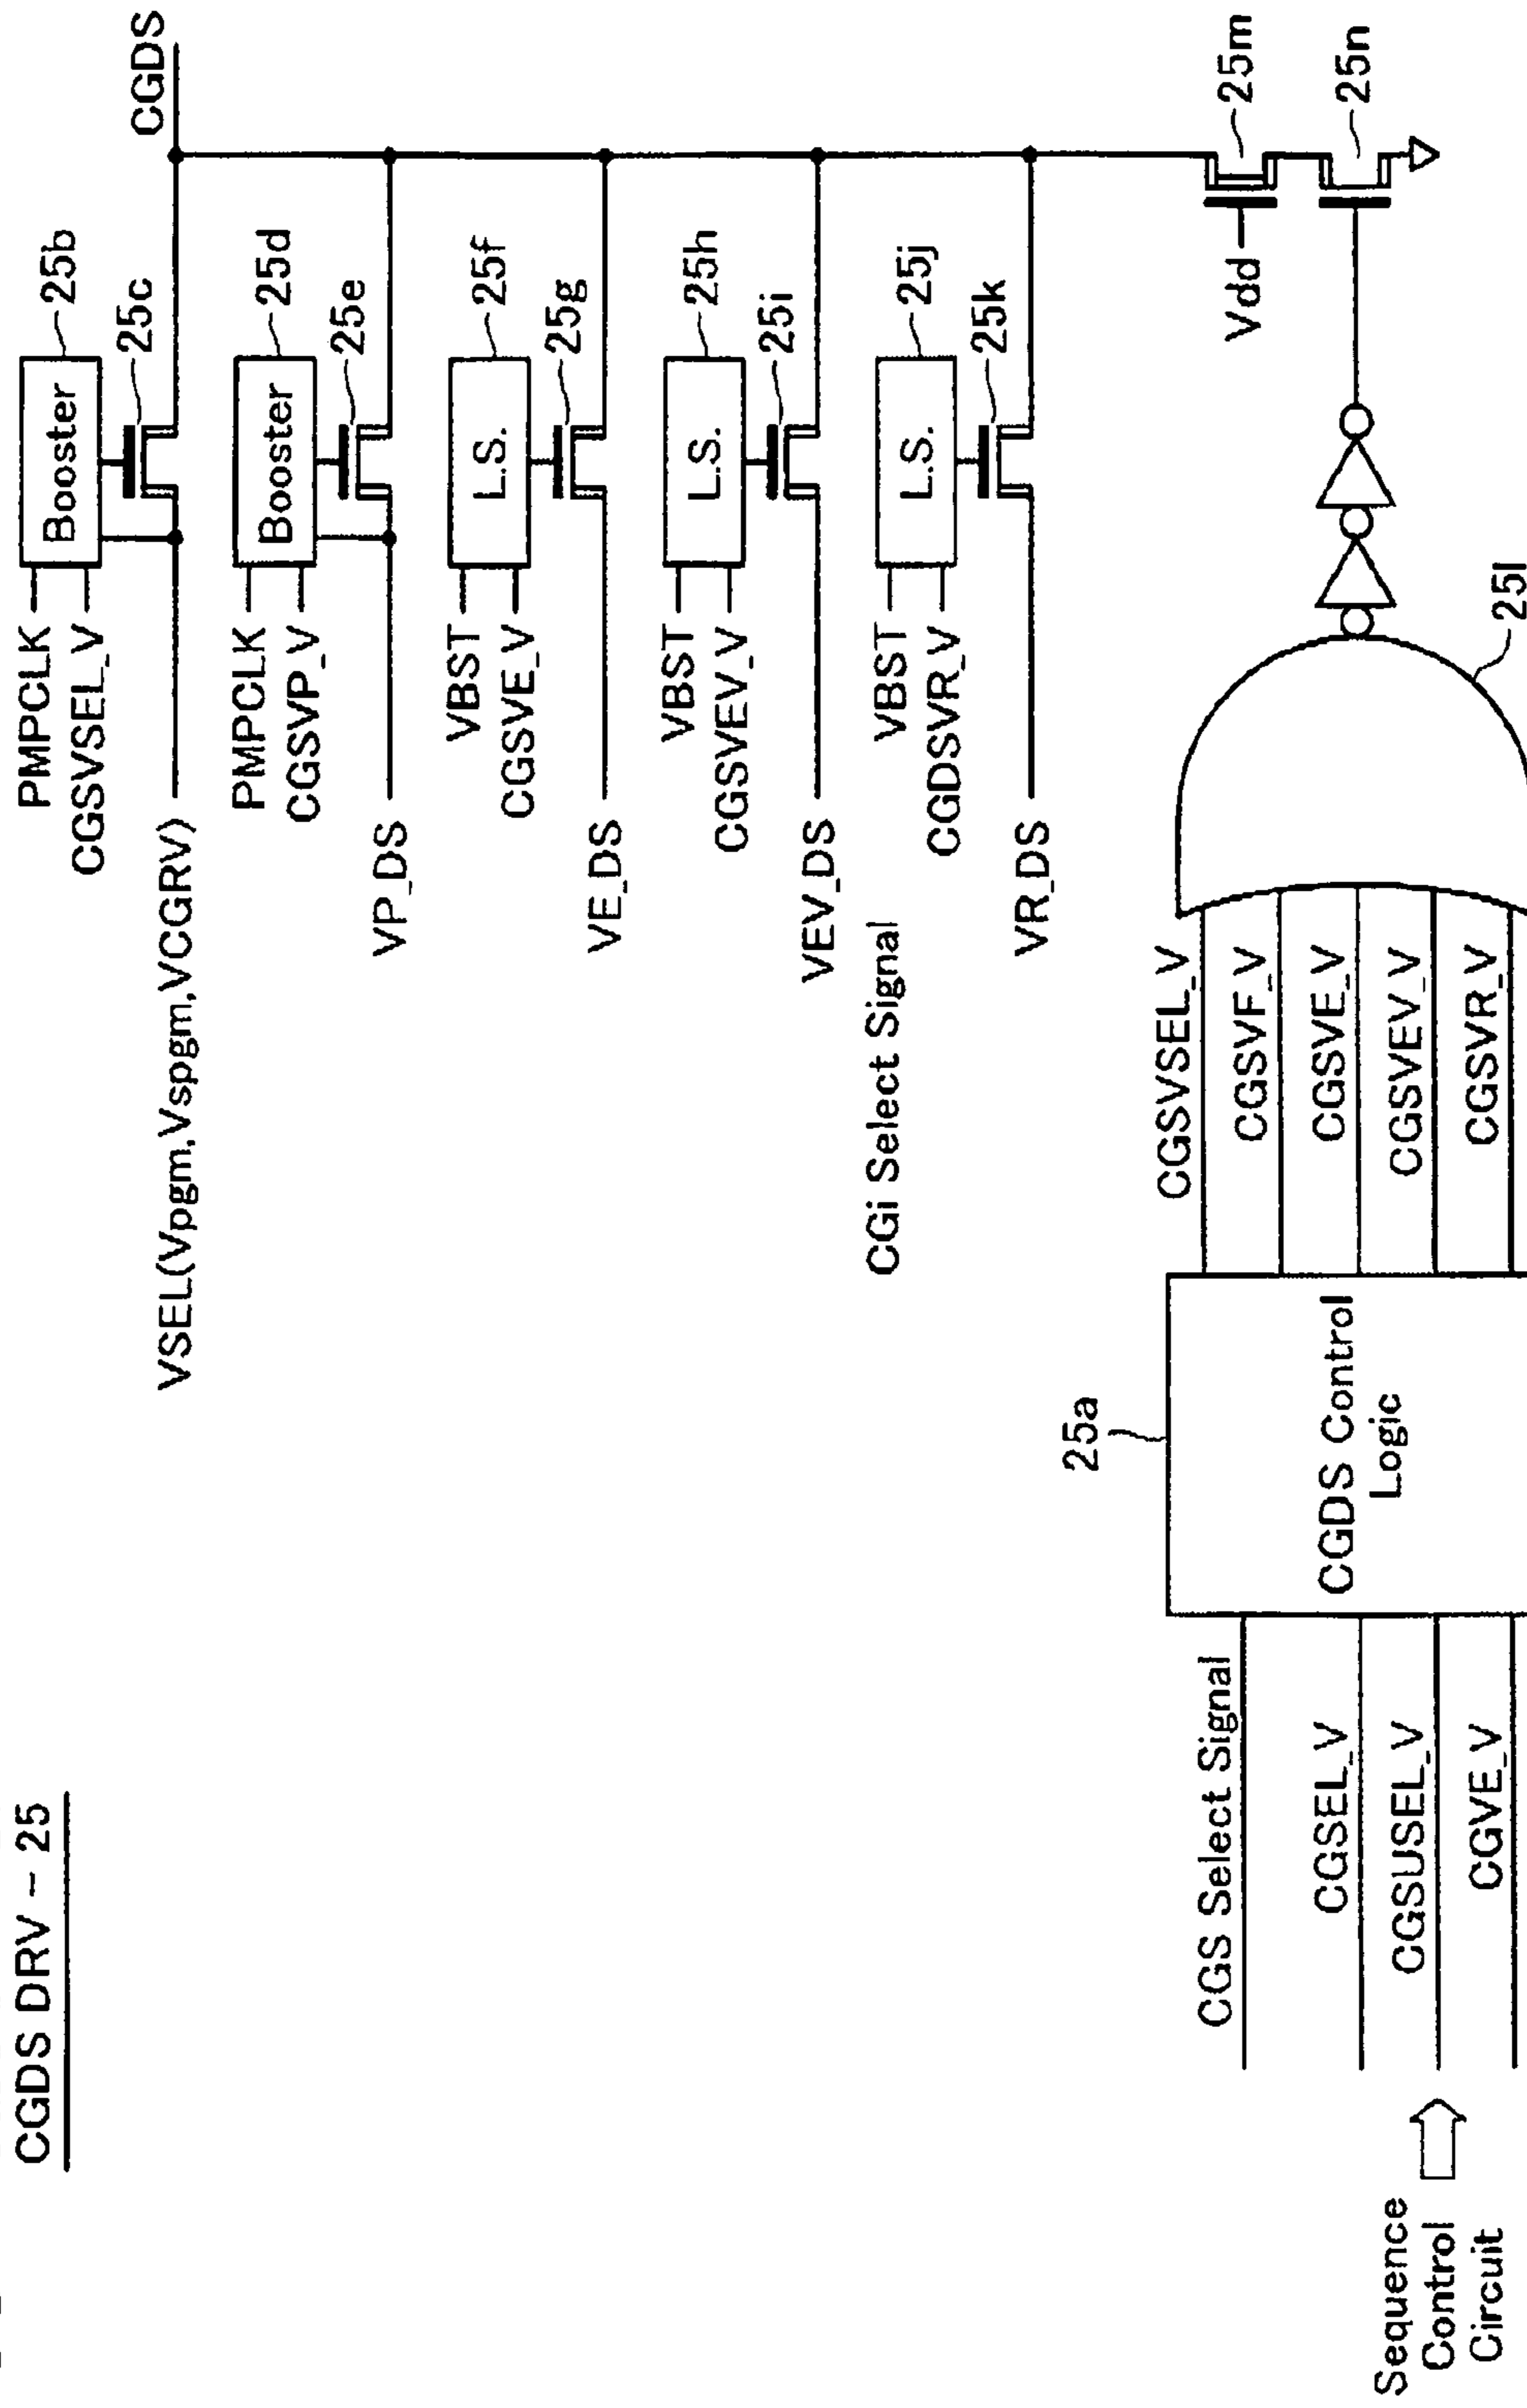 CGDS DRV – 25
PMPCLK
CGSVSEL_V
Booster
25b
25c
VSEL(Vpgm,Vspgm,VCGRV)
CGDS
PMPCLK
CGSVP_V
Booster
25d
25e
VP_DS
VBST
CGSVE_V
L.S.
25f
25g
VE_DS
VBST
CGSVEV_V
L.S.
25h
25i
VEV_DS
CGi Select Signal
VBST
CGDSVR_V
L.S.
25j
25k
VR_DS
25a
CGS Select Signal
CGSEL_V
CGSUSEL_V
CGVE_V
Sequence
Control
Circuit
CGDS Control
Logic
CGSVSEL_V
CGSVF_V
CGSVE_V
CGSVEV_V
CGSVR_V
25l
Vdd
25m
25n